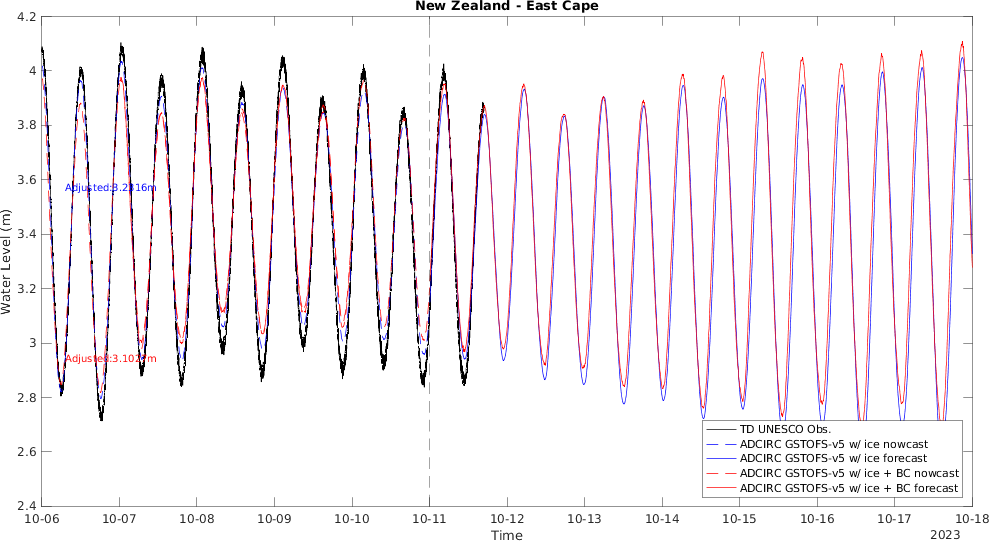 New Zealand - East Cape
4.2
4
3.8
3.6
3.4
3.2
3
2.8
2.6
2.4
Water Level (m)
Adjusted:3.2316m
TD UNESCO Obs.
ADCIRC GSTOFS-v5 w/ ice nowcast
ADCIRC GSTOFS-v5 w/ ice forecast
ADCIRC GSTOFS-v5 w/ ice + BC nowcast
ADCIRC GSTOFS-v5 w/ ice + BC forecast
10-06 10-07 10-08 10-09 10-10 10-11 10-12 10-13 10-14 10-15 10-16 10-17 10-18
Time
2023